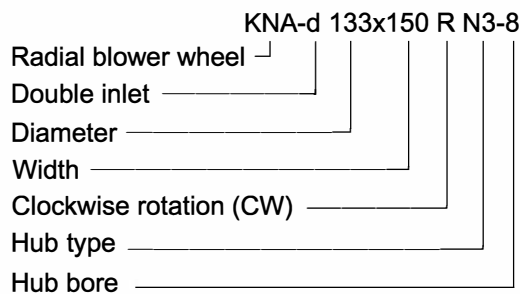 KNA-d 133x150 R N3-8
Radial blower wheel
Double inlet
Diameter
Width
Clockwise rotation (CW)
Hub type
Hub bore